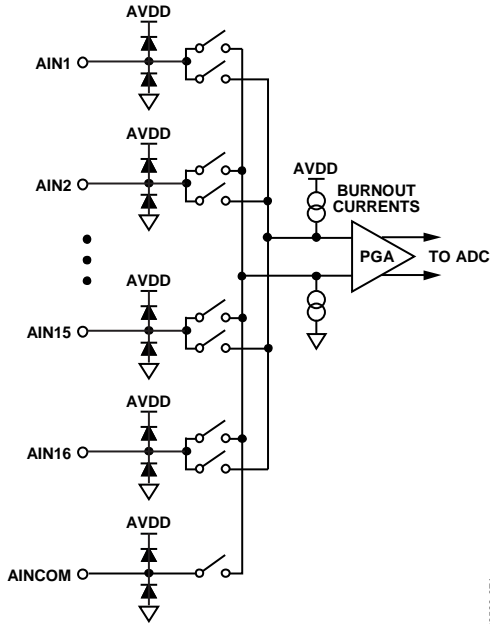 AVDD
AIN1
AVDD
AIN2
AVDD
BURNOUT
CURRENTS
PGA
TO ADC
AVDD
AIN15
AVDD
AIN16
AVDD
AINCOM